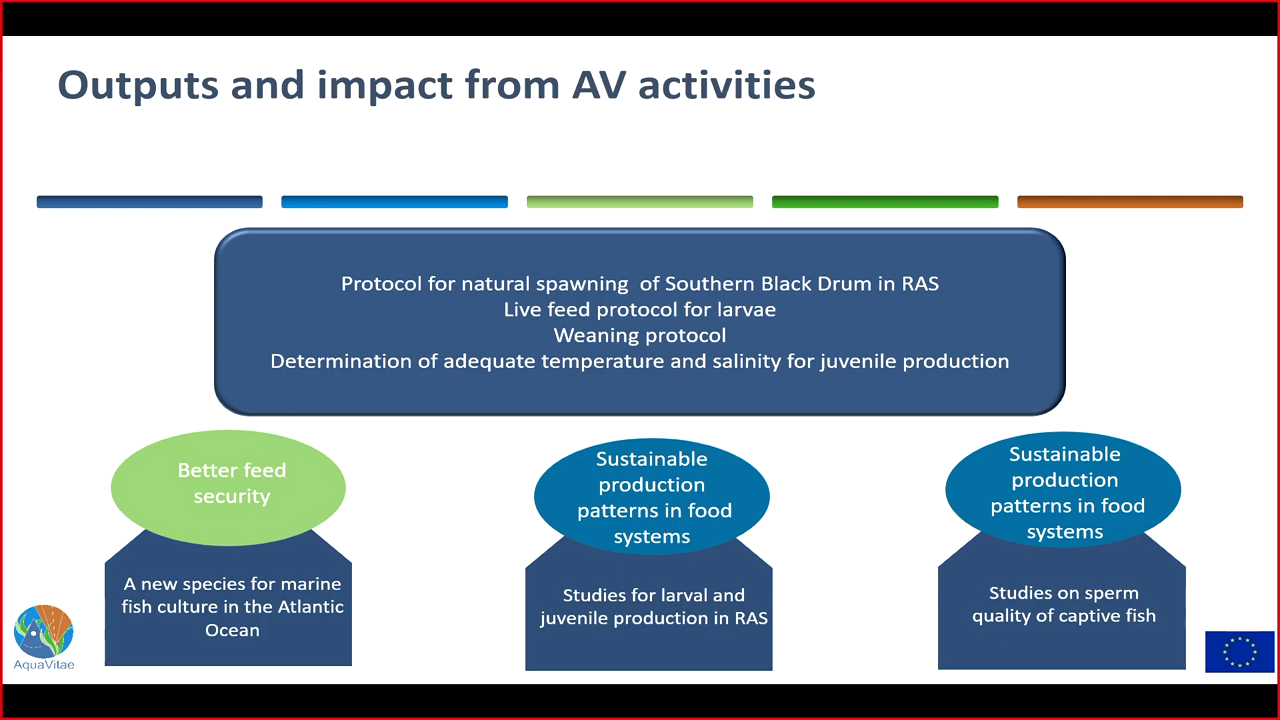 Outputs and impact from AV activities
Protocol for natural spawning of Southern Black Drum in RAS
Live feed protocol for larvae
Weaning protocol
Determination of adequate temperature and salinity for juvenile production
Better feed
security
A new species for marine
fish culture in the Atlantic
Ocean
Sustainable
production
patterns in food
systems
Studies for larval and
juvenile production in RAS
Sustainable
production
patterns in food
systems
Studies on sperm
quality of captive fish
AquaVitae